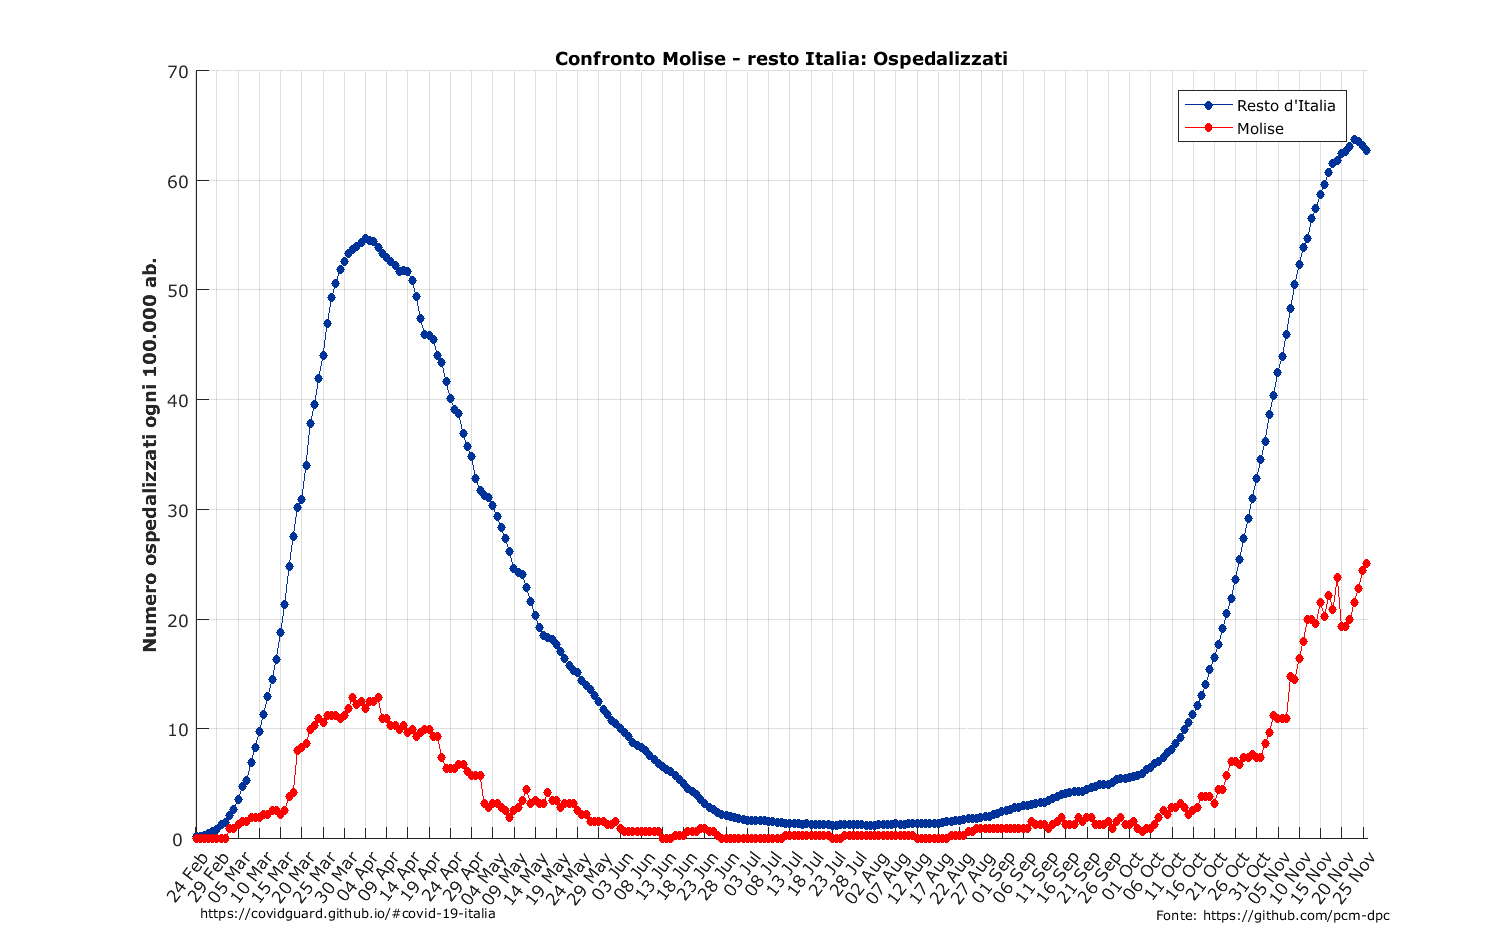 Confronto Molise - resto Italia: Ospedalizzati
Resto d'Italia
Molise
Numero ospedalizzati ogni 100.000 ab.
70
60
50
40
30
20
10
0
24 Feb
29 Feb
05 Mar
10 Mar
15 Mar
20 Mar
25 Mar
30 Mar
04 Apr
09 Apr
14 Apr
19 Apr
24 Apr
29 Apr
04 May
09 May
14 May
19 May
24 May
29 May
03 Jun
08 Jun
13 Jun
18 Jun
23 Jun
28 Jun
03 Jul
08 Jul
13 Jul
18 Jul
23 Jul
28 Jul
02 Aug
07 Aug
12 Aug
17 Aug
22 Aug
27 Aug
01 Sep
06 Sep
11 Sep
16 Sep
21 Sep
26 Sep
01 Oct
06 Oct
11 Oct
16 Oct
21 Oct
26 Oct
31 Oct
05 Nov
10 Nov
15 Nov
20 Nov
25 Nov
https://covidguard.github.io/#covid-19-italia
Fonte: https://github.com/pcm-dpc